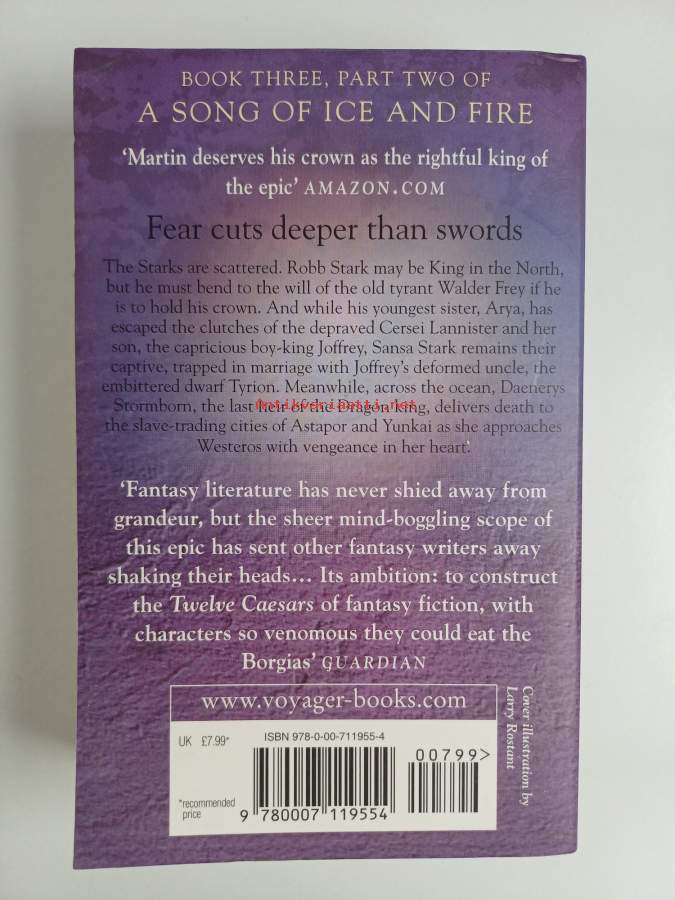 BOOK THREE, PART TWO OF
A SONG OF ICE AND FIRE
‘Martin deserves his crown as the rightful king of
the epic’ AMAZON.COM
Fear cuts deeper than swords
The Starks are scattered. Robb Stark may be King in the North,
but he must bend to the will of the old tyrant Walder Frey if he
is to hold his crown. And while his youngest sister, Arya, has
escaped the clutches of the depraved Cersei Lannister and her
son, the capricious boy-king Joffrey, Sansa Stark remains their
captive, trapped in marriage with Joffrey's deformed uncle, the
embittered dwarf Tyrion. Meanwhile, across the ocean, Daenerys
Stormborn, the last heir of the Dragon King, delivers death to
Antikvariaatti.net
the slave-trading cities of Astapor and Yunkai as she approaches
Westeros with vengeance in her heart.
‘Fantasy literature has never shied away from
grandeur, but the sheer mind-boggling scope of
this epic has sent other fantasy writers away
shaking their heads... Its ambition: to construct
the Twelve Caesars of fantasy fiction, with
characters so venomous they could eat the
Borgias’ GUARDIAN
www.voyager-books.com
Cover illustration by
Larry Rostant
ISBN 978-0-00-711955-4
UK £7.99*
00799>
*recommended
price
9 780007 119554